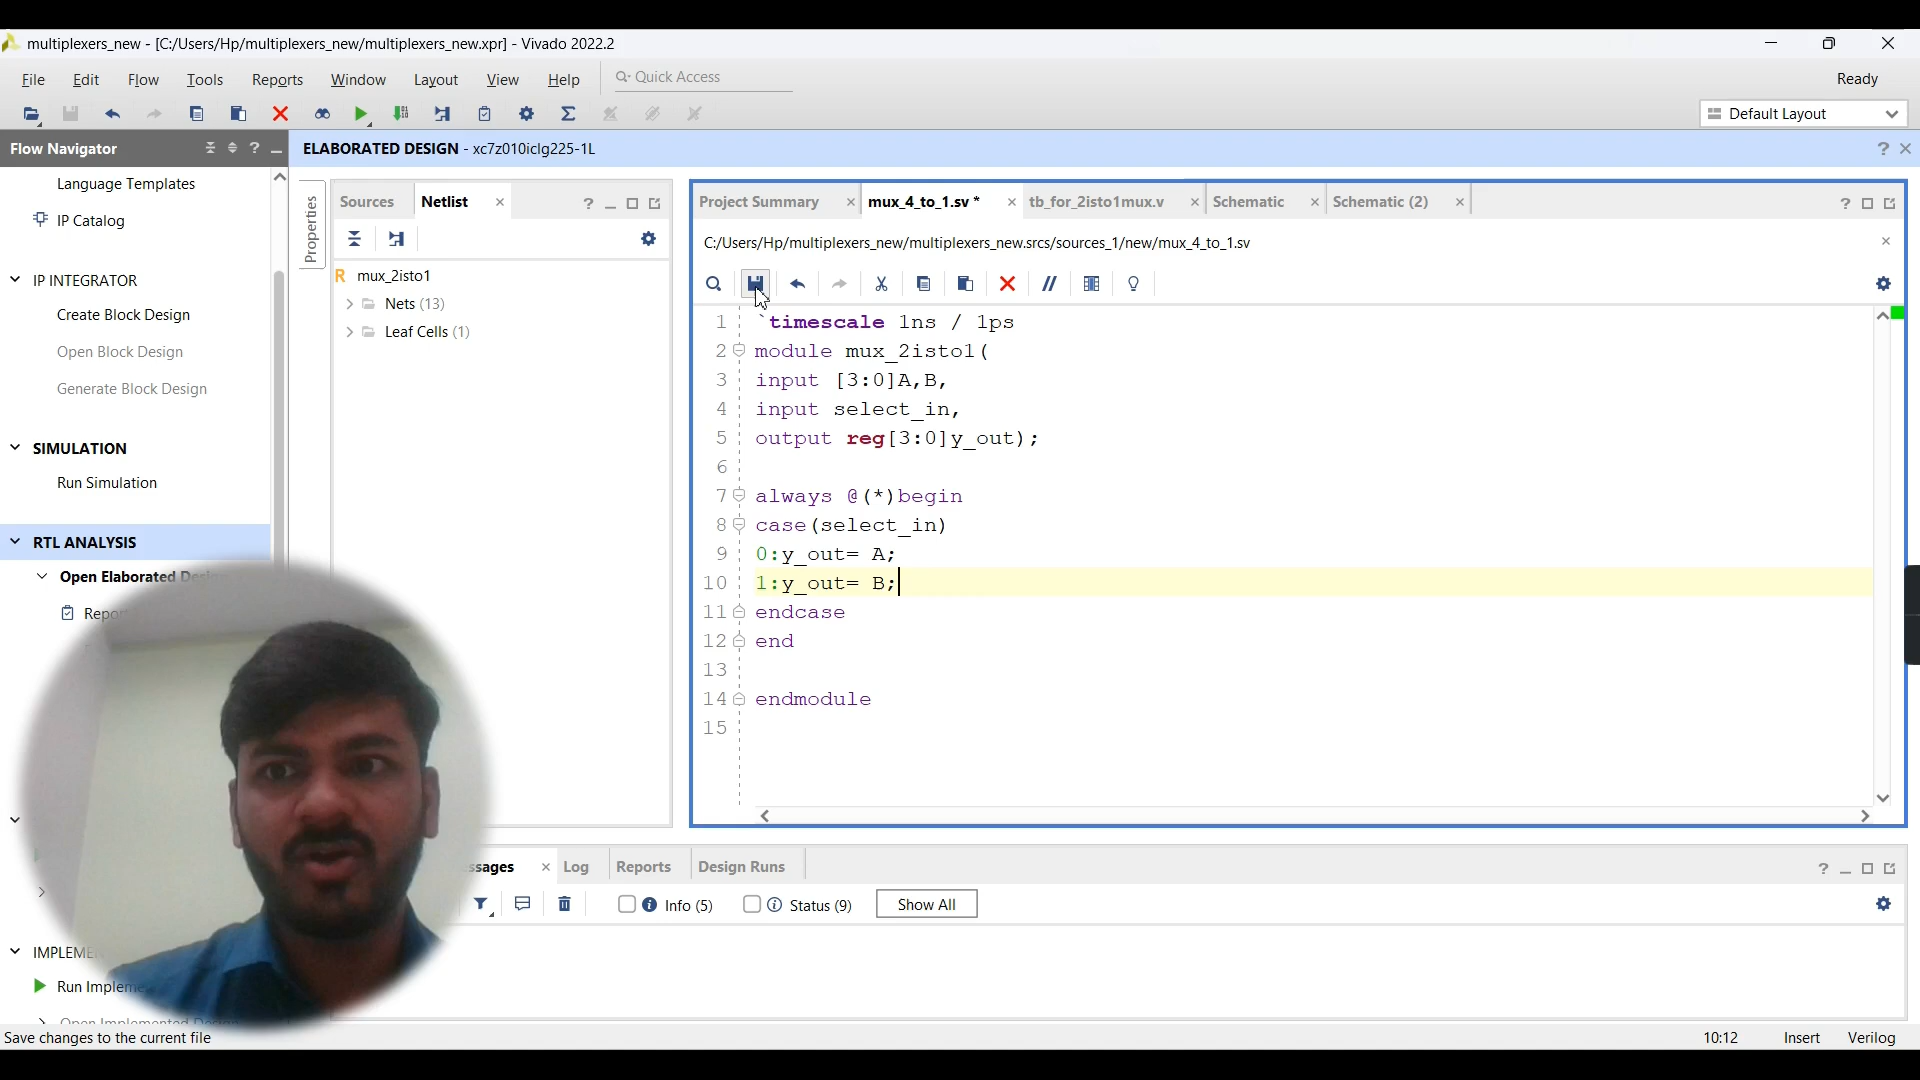 multiplexers_new - [C:/Users/Hp/multiplexers_new/multiplexers_new.xpr] - Vivado 2022.2
File Edit Flow Tools Reports Window Layout View Help Quick Access
Ready
Default Layout
Flow Navigator
ELABORATED DESIGN - xc7z010iclg225-1L
Language Templates
IP Catalog
IP INTEGRATOR
Create Block Design
Open Block Design
Generate Block Design
SIMULATION
Run Simulation
RTL ANALYSIS
Open Elaborated
IMPLEME
Run Impleme
Properties
Sources Netlist
mux_2isto1
Nets (13)
Leaf Cells (1)
Project Summary mux_4_to_1.sv * tb_for_2isto1mux.v Schematic Schematic (2)
C:/Users/Hp/multiplexers_new/multiplexers_new.srcs/sources_1/new/mux_4_to_1.sv
1 `timescale 1ns / 1ps
2 module mux_2isto1(
3 input [3:0]A,B,
4 input select_in,
5 output reg[3:0]y_out);
6
7 always @(*)begin
8 case(select_in)
9 0:y_out= A;
10 1:y_out= B;
11 endcase
12 end
13
14 endmodule
15
ssages Log Reports Design Runs
Info (5) Status (9) Show All
Save changes to the current file
10:12 Insert Verilog